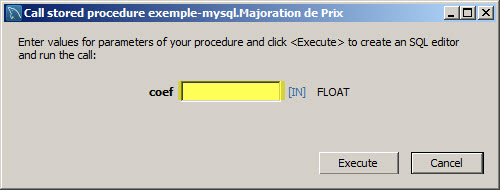 Call stored procedure exemple-mysql.Majoration de Prix
Enter values for parameters of your procedure and click <Execute> to create an SQL editor
and run the call:
coef [IN] FLOAT
Execute Cancel